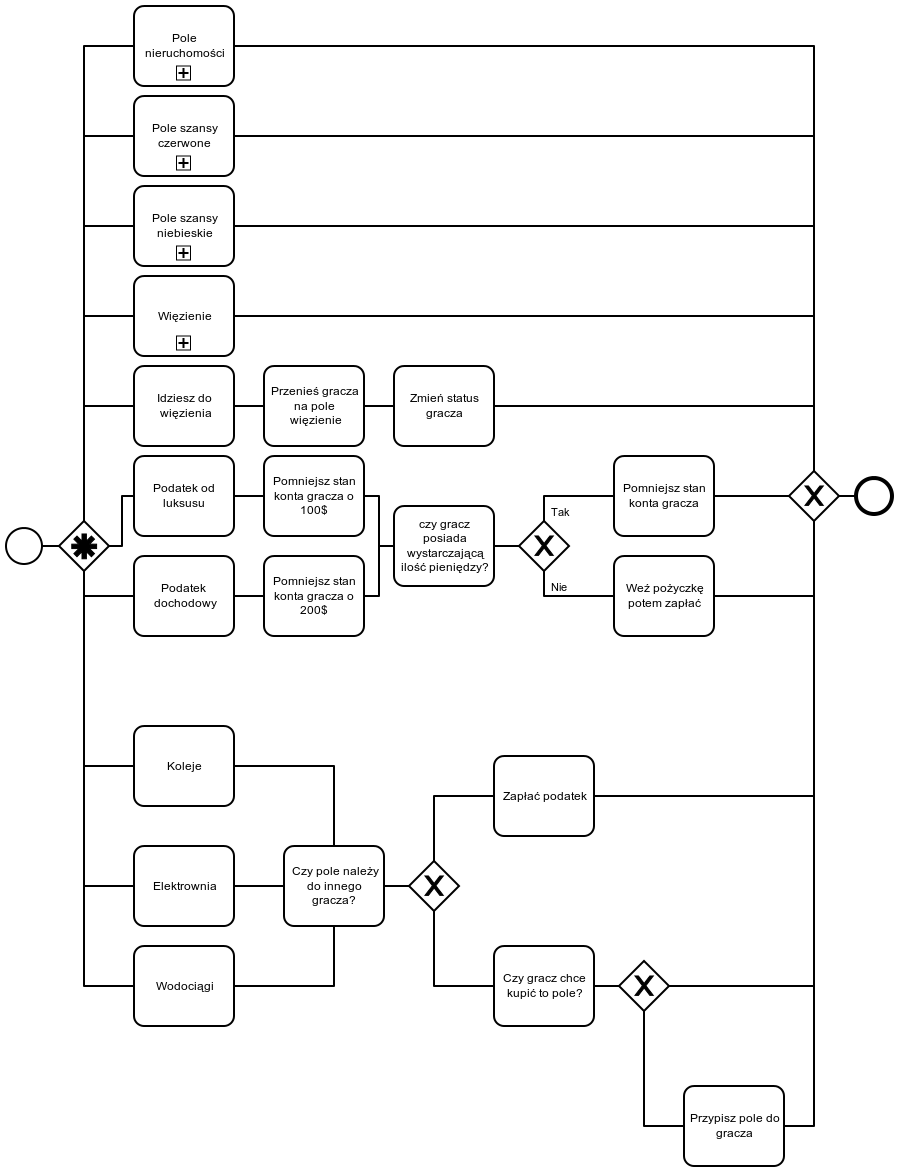 Pole
nieruchomości
Pole szansy
czerwone
Pole szansy
niebieskie
Więzienie
Idziesz do
więzienia
Przenieś gracza
na pole
więzienie
Zmień status
gracza
Podatek od
luksusu
Pomniejsz stan
konta gracza o
100$
czy gracz
posiada
wystarczającą
ilość pieniędzy?
Tak
Nie
Pomniejsz stan
konta gracza
Podatek
dochodowy
Pomniejsz stan
konta gracza o
200$
Weź pożyczkę
potem zapłać
Koleje
Zapłać podatek
Elektrownia
Czy pole należy
do innego
gracza?
Wodociągi
Czy gracz chce
kupić to pole?
Przypisz pole do
gracza